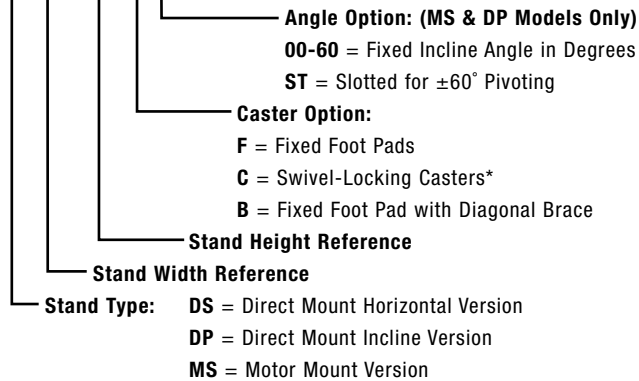 Angle Option: (MS & DP Models Only)
00-60 = Fixed Incline Angle in Degrees
ST = Slotted for ±60˚ Pivoting
Caster Option:
F = Fixed Foot Pads
C = Swivel-Locking Casters*
B = Fixed Foot Pad with Diagonal Brace
Stand Height Reference
Stand Width Reference
Stand Type: DS = Direct Mount Horizontal Version
DP = Direct Mount Incline Version
MS = Motor Mount Version